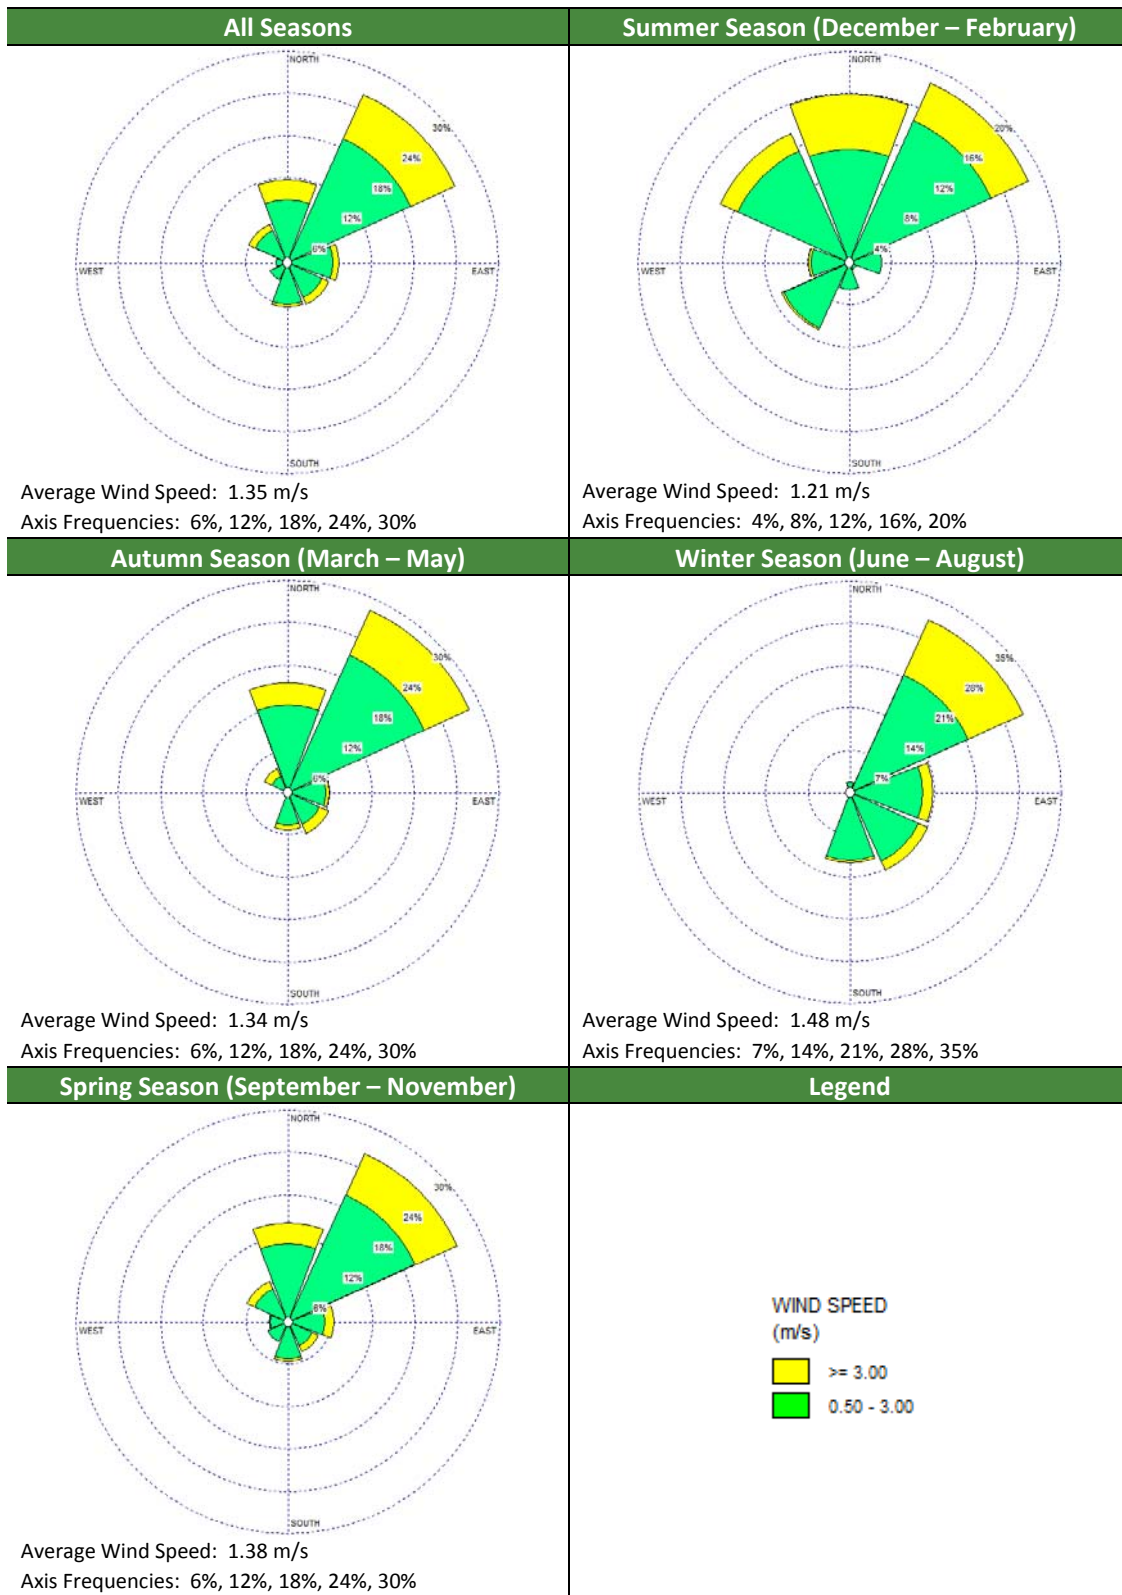 All Seasons
Summer Season (December – February)
NORTH
30%
24%
18%
12%
6%
WEST
EAST
SOUTH
Average Wind Speed: 1.35 m/s
Axis Frequencies: 6%, 12%, 18%, 24%, 30%
NORTH
20%
16%
12%
8%
4%
WEST
EAST
SOUTH
Average Wind Speed: 1.21 m/s
Axis Frequencies: 4%, 8%, 12%, 16%, 20%
Autumn Season (March – May)
Winter Season (June – August)
NORTH
30%
24%
18%
12%
6%
WEST
EAST
SOUTH
Average Wind Speed: 1.34 m/s
Axis Frequencies: 6%, 12%, 18%, 24%, 30%
NORTH
35%
28%
21%
14%
7%
WEST
EAST
SOUTH
Average Wind Speed: 1.48 m/s
Axis Frequencies: 7%, 14%, 21%, 28%, 35%
Spring Season (September – November)
Legend
NORTH
30%
24%
18%
12%
6%
WEST
EAST
SOUTH
Average Wind Speed: 1.38 m/s
Axis Frequencies: 6%, 12%, 18%, 24%, 30%
WIND SPEED
(m/s)
>= 3.00
0.50 - 3.00